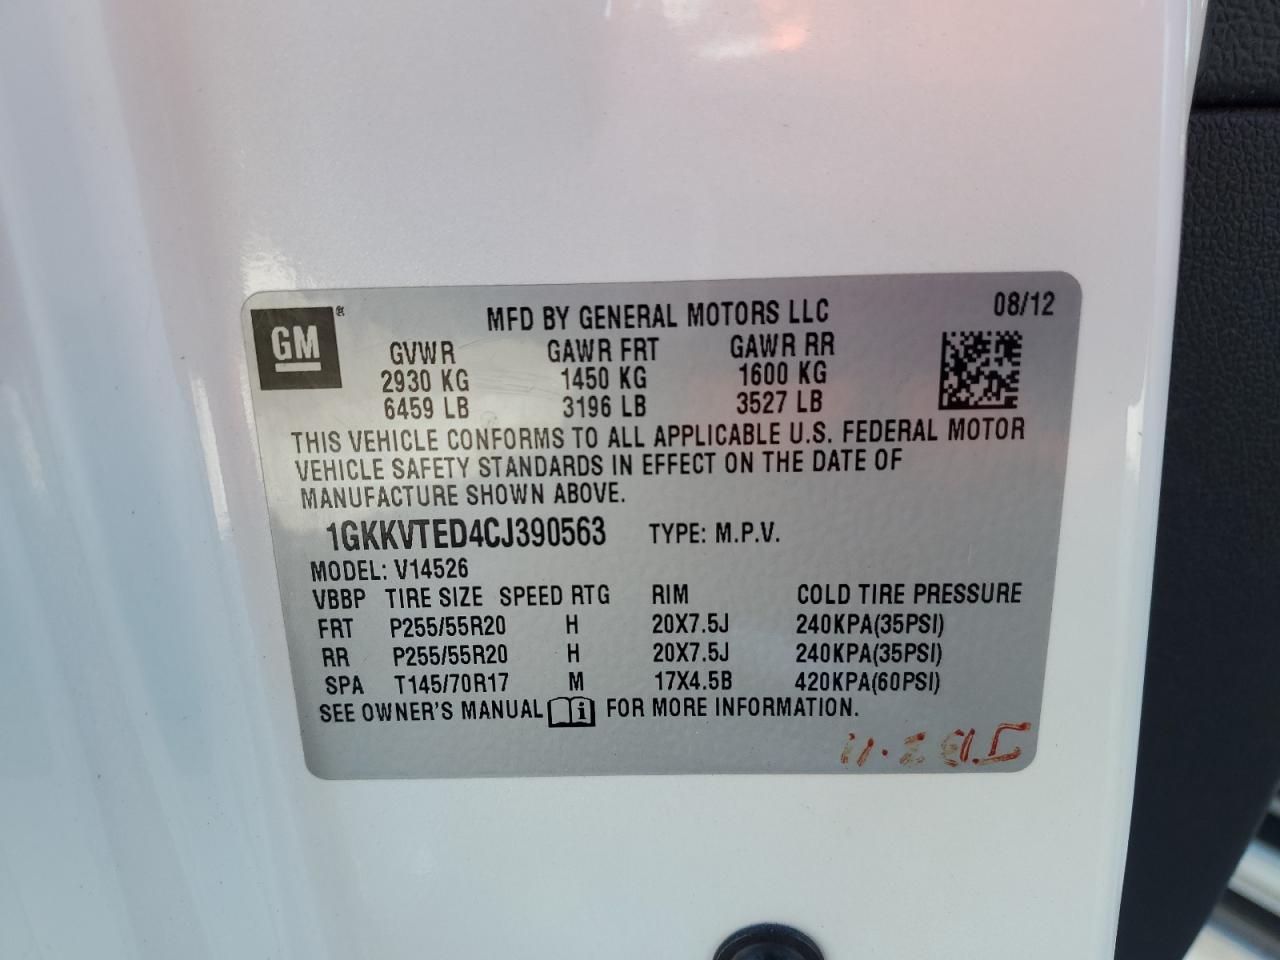 GM ® MFD BY GENERAL MOTORS LLC 08/12
GVWR GAWR FRT GAWR RR
2930 KG 1450 KG 1600 KG
6459 LB 3196 LB 3527 LB
THIS VEHICLE CONFORMS TO ALL APPLICABLE U.S. FEDERAL MOTOR
VEHICLE SAFETY STANDARDS IN EFFECT ON THE DATE OF
MANUFACTURE SHOWN ABOVE.
1GKKVTED4CJ390563 TYPE: M.P.V.
MODEL: V14526
VBBP TIRE SIZE SPEED RTG RIM COLD TIRE PRESSURE
FRT P255/55R20 H 20X7.5J 240KPA(35PSI)
RR P255/55R20 H 20X7.5J 240KPA(35PSI)
SPA T145/70R17 M 17X4.5B 420KPA(60PSI)
SEE OWNER'S MANUAL i FOR MORE INFORMATION.